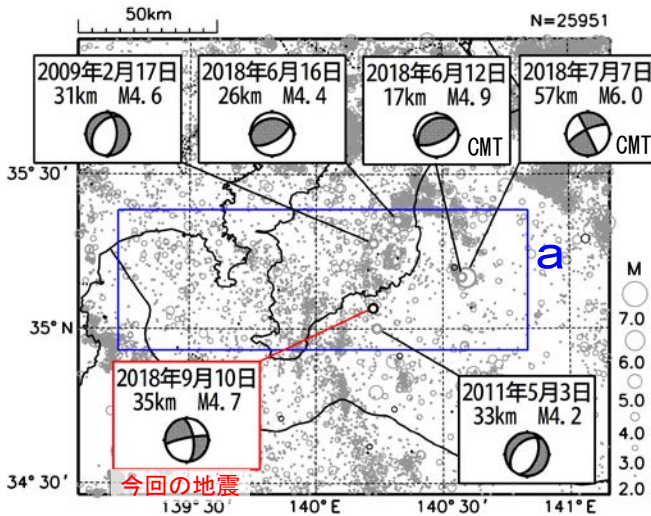 50km
N=25951
2009年2月17日
31km M4.6
2018年6月16日
26km M4.4
2018年6月12日
17km M4.9
CMT
2018年7月7日
57km M6.0
CMT
35°30′
a
M
7.0
6.0
5.0
4.0
3.0
2.0
35°N
2018年9月10日
35km M4.7
今回の地震
2011年5月3日
33km M4.2
34°30′
139°30′
140°E
140°30′
141°